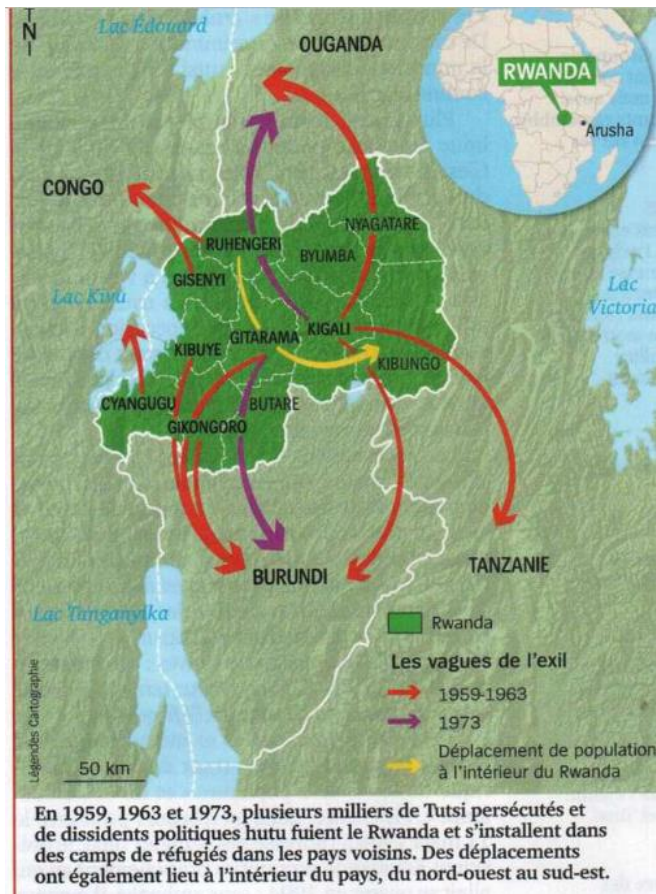 N
Lac Édouard
OUGANDA
RWANDA
Arusha
CONGO
NYAGATARE
RUHENGERI
BYUMBA
GISENYI
Lac Kivu
Lac
Victoria
KIGALI
GITARAMA
KIBUYE
KIBUNGO
CYANGUGU
BUTARE
GIKONGORO
BURUNDI
TANZANIE
Lac Tanganyika
Rwanda
Les vagues de l'exil
1959-1963
1973
Déplacement de population
à l'intérieur du Rwanda
Légendes Cartographie
50 km
En 1959, 1963 et 1973, plusieurs milliers de Tutsi persécutés et
de dissidents politiques hutu fuient le Rwanda et s'installent dans
des camps de réfugiés dans les pays voisins. Des déplacements
ont également lieu à l'intérieur du pays, du nord-ouest au sud-est.